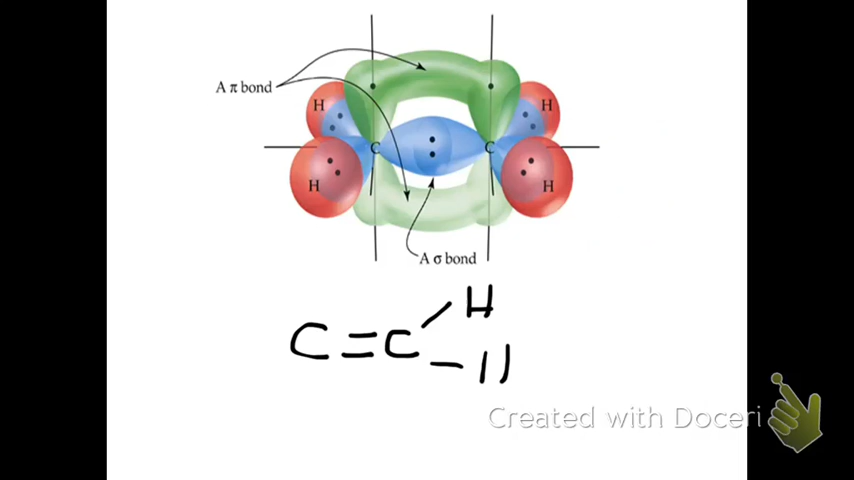 A π bond
H H
C C
H H
A σ bond
H
C = C
Created with Doceri